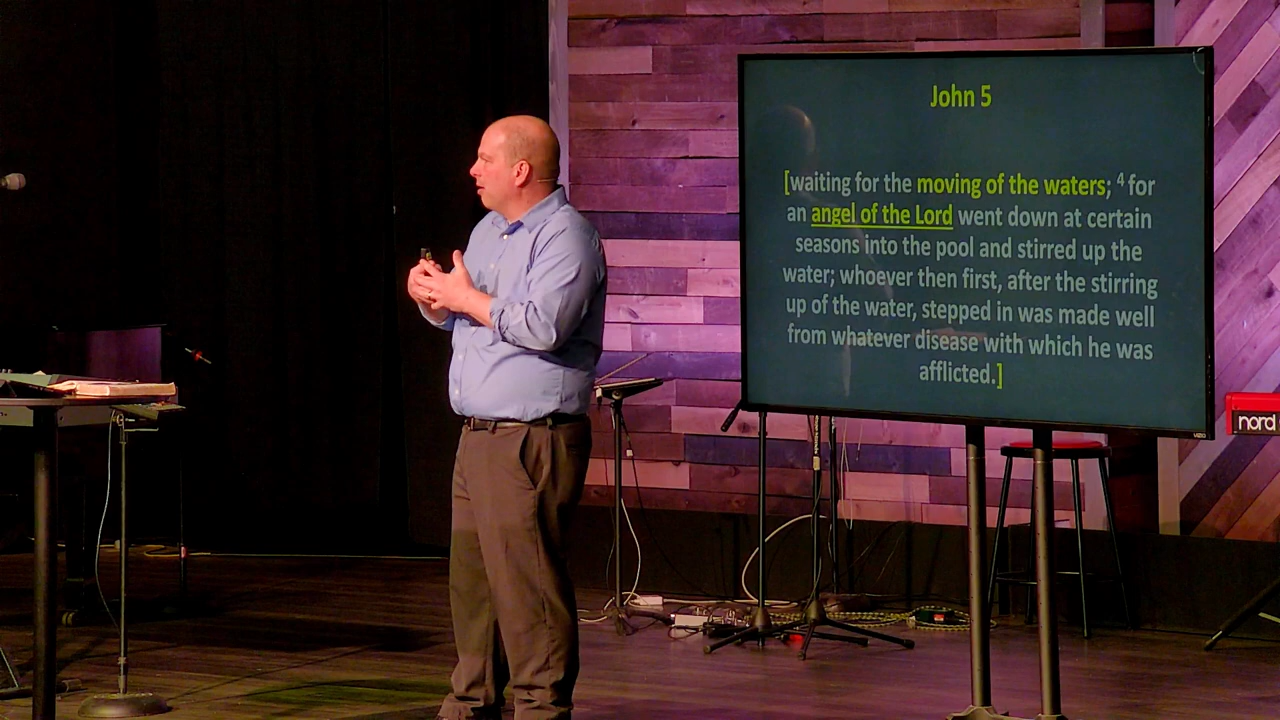 John 5
[waiting for the moving of the waters; 4 for
an angel of the Lord went down at certain
seasons into the pool and stirred up the
water; whoever then first, after the stirring
up of the water, stepped in was made well
from whatever disease with which he was
afflicted.]
VIZIO
nord